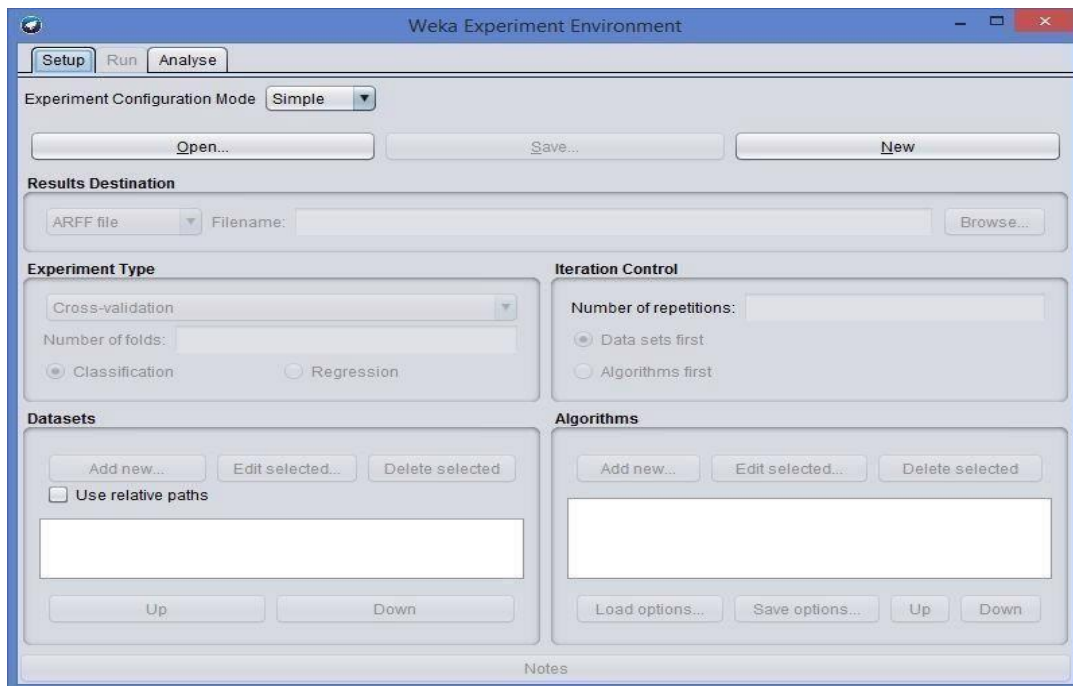 Weka Experiment Environment
Setup Run Analyse
Experiment Configuration Mode Simple
Open... Save... New
Results Destination
ARFF file Filename: Browse...
Experiment Type Iteration Control
Cross-validation Number of repetitions:
Number of folds: Data sets first
Classification Regression Algorithms first
Datasets Algorithms
Add new... Edit selected... Delete selected Add new... Edit selected... Delete selected
Use relative paths
Up Down Load options... Save options... Up Down
Notes